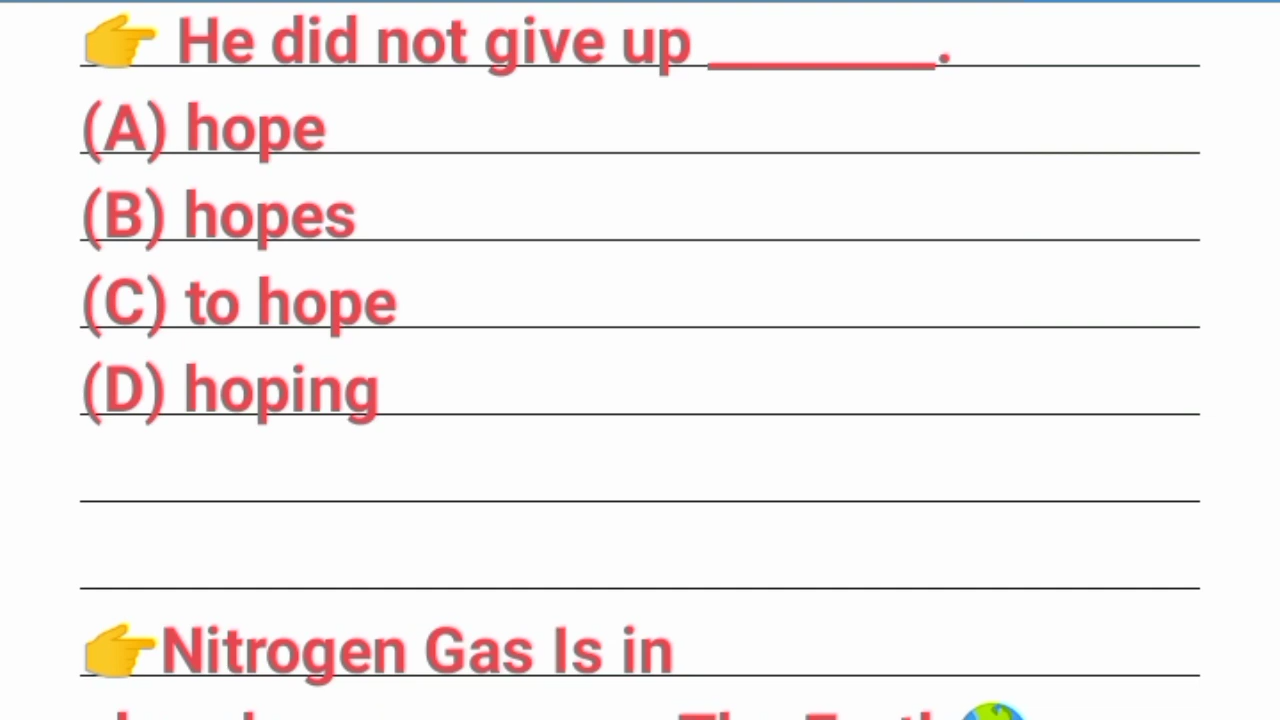 👉 He did not give up ________.
(A) hope
(B) hopes
(C) to hope
(D) hoping
👉Nitrogen Gas Is in